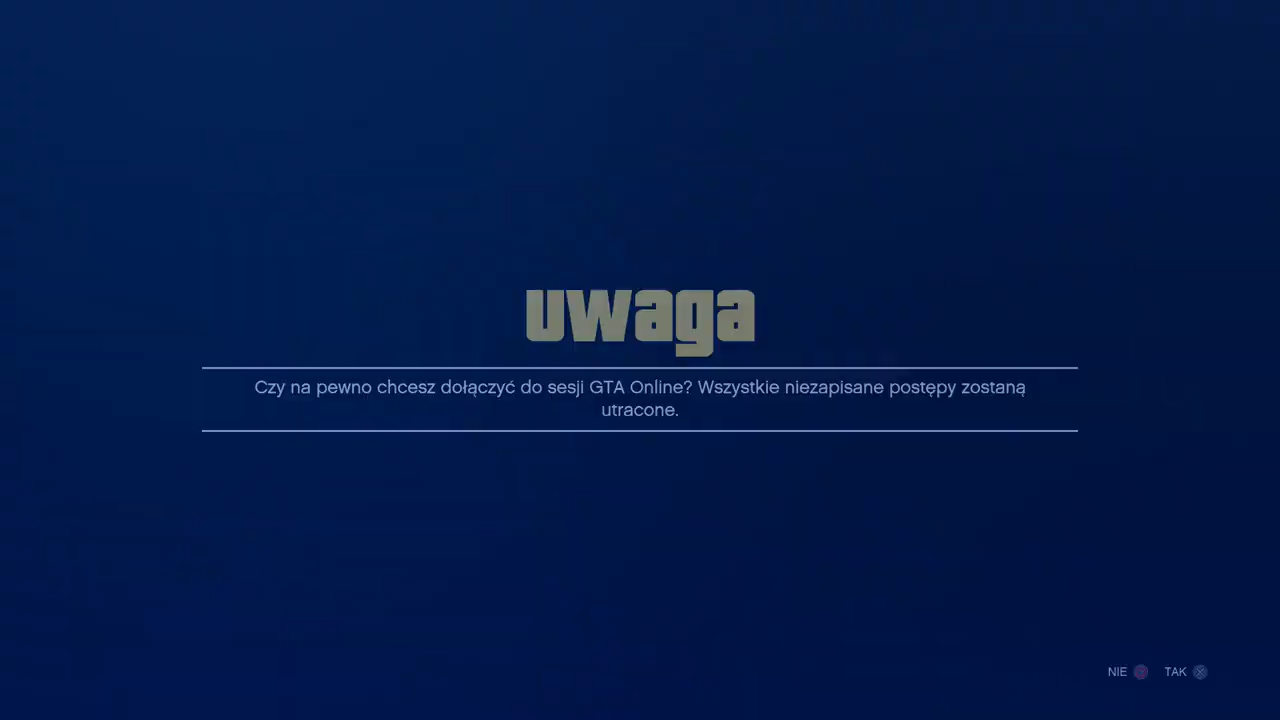 uwaga
Czy na pewno chcesz dołączyć do sesji GTA Online? Wszystkie niezapisane postępy zostaną
utracone.
NIE TAK